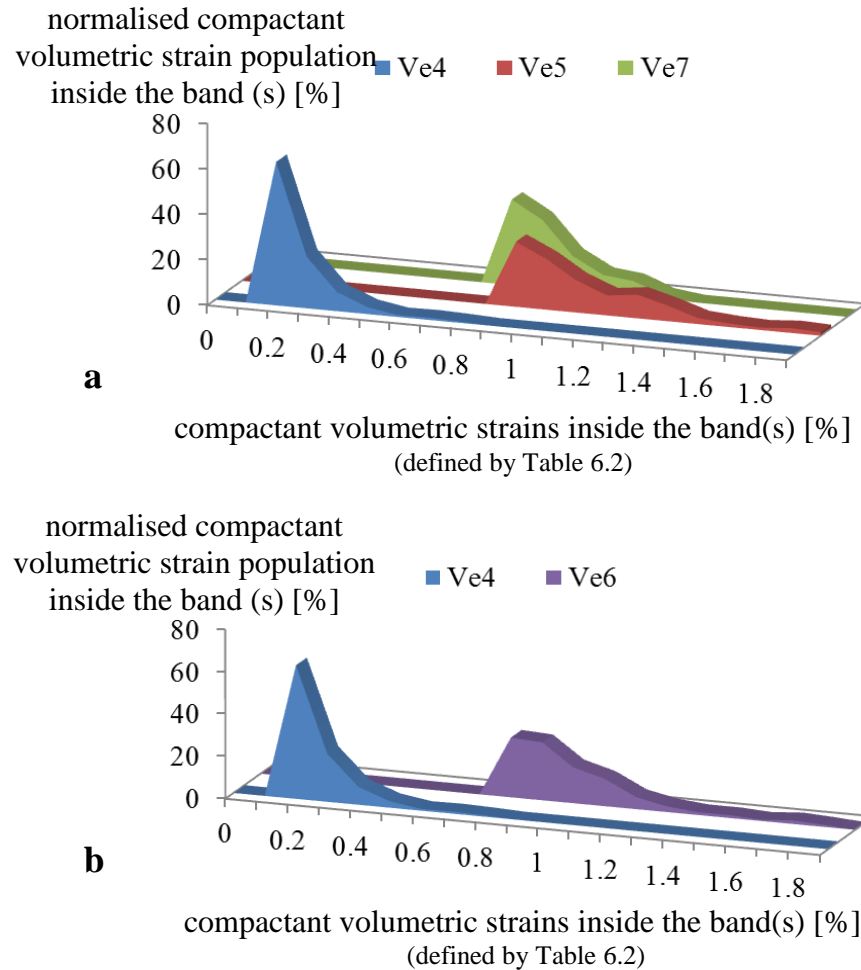 normalised compactant
volumetric strain population
inside the band (s) [%]
Ve4 Ve5 Ve7
80
60
40
20
0
0 0.2 0.4 0.6 0.8 1 1.2 1.4 1.6 1.8
a
compactant volumetric strains inside the band(s) [%]
(defined by Table 6.2)
normalised compactant
volumetric strain population
inside the band (s) [%]
Ve4 Ve6
80
60
40
20
0
0 0.2 0.4 0.6 0.8 1 1.2 1.4 1.6 1.8
b
compactant volumetric strains inside the band(s) [%]
(defined by Table 6.2)